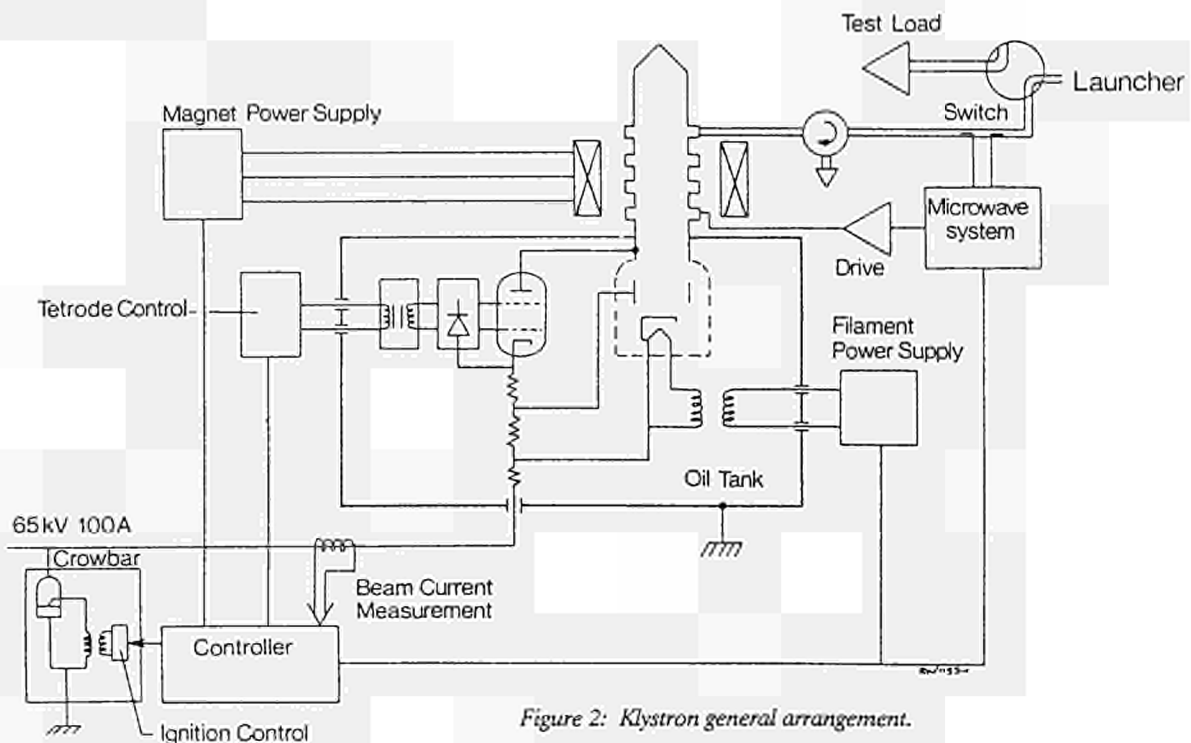 Test Load
Launcher
Switch
Magnet Power Supply
Microwave
system
Drive
Tetrode Control
Filament
Power Supply
Oil Tank
65kV 100A
Crowbar
Beam Current
Measurement
Controller
Ignition Control
Figure 2: Klystron general arrangement.